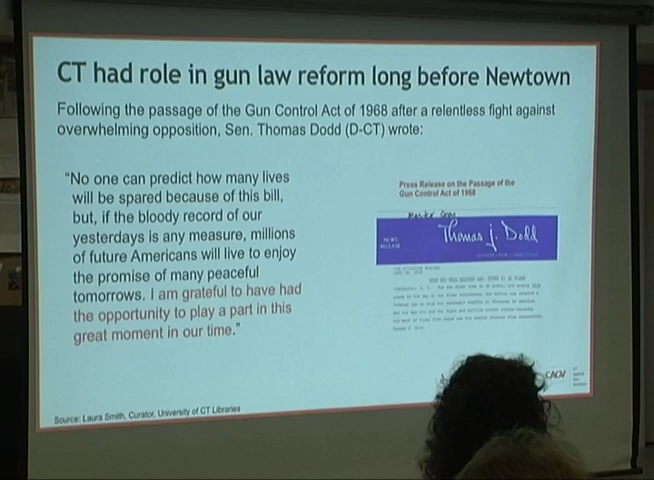 CT had role in gun law reform long before Newtown
Following the passage of the Gun Control Act of 1968 after a relentless fight against
overwhelming opposition, Sen. Thomas Dodd (D-CT) wrote:
“No one can predict how many lives
will be spared because of this bill,
but, if the bloody record of our
yesterdays is any measure, millions
of future Americans will live to enjoy
the promise of many peaceful
tomorrows. I am grateful to have had
the opportunity to play a part in this
great moment in our time.”
Press Release on the Passage of the
Gun Control Act of 1968
NEWS
RELEASE
Thomas J. Dodd
CAGV
Source: Laura Smith, Curator, University of CT Libraries